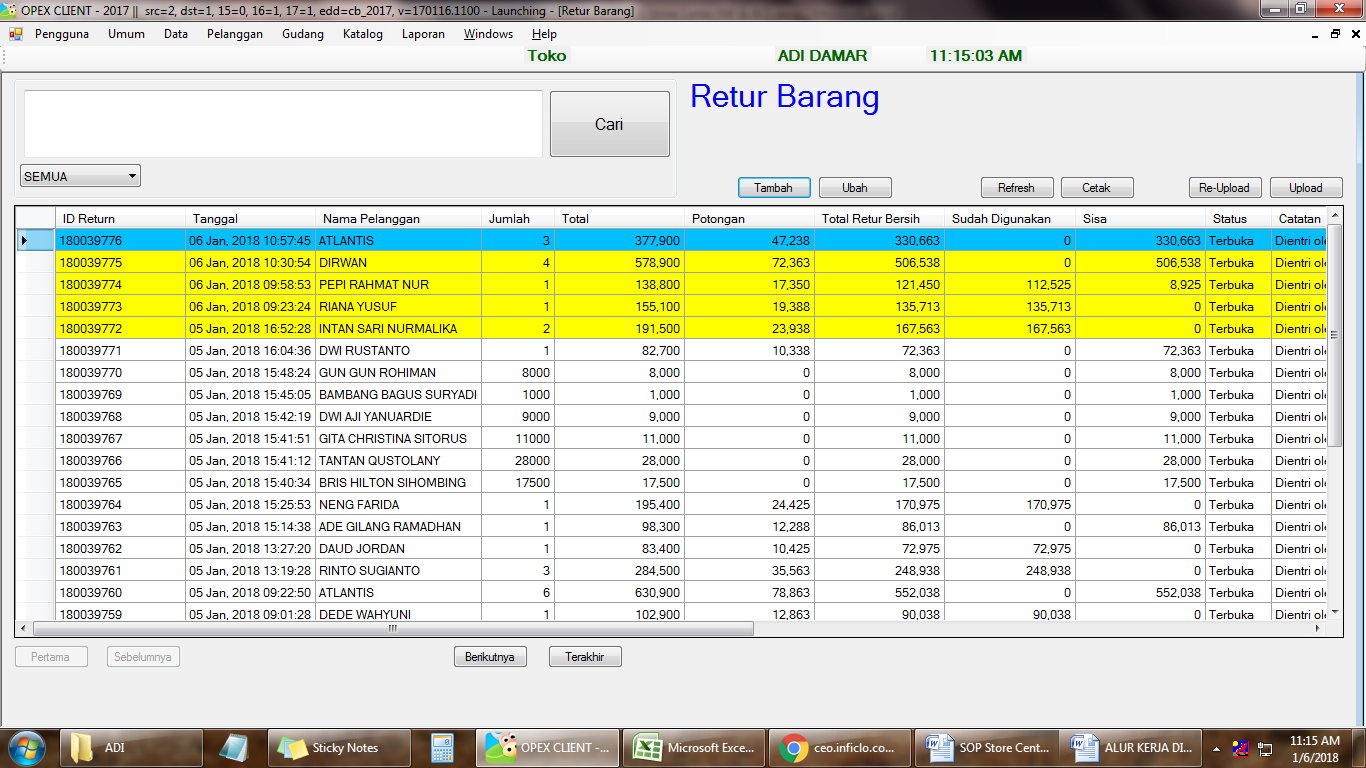 OPEX CLIENT - 2017 || src=2, dst=1, 15=0, 16=1, 17=1, edd=cb_2017, v=170116.1100 - Launching - [Retur Barang]
Pengguna Umum Data Pelanggan Gudang Katalog Laporan Windows Help
Toko ADI DAMAR 11:15:03 AM
Retur Barang
Cari
SEMUA
Tambah Ubah Refresh Cetak Re-Upload Upload
ID Return Tanggal Nama Pelanggan Jumlah Total Potongan Total Retur Bersih Sudah Digunakan Sisa Status Catatan
180039776 06 Jan, 2018 10:57:45 ATLANTIS 3 377,900 47,238 330,663 0 330,663 Terbuka Dientri
180039775 06 Jan, 2018 10:30:54 DIRWAN 4 578,900 72,363 506,538 0 506,538 Terbuka Dientri
180039774 06 Jan, 2018 09:58:53 PEPI RAHMAT NUR 1 138,800 17,350 121,450 112,525 8,925 Terbuka Dientri
180039773 06 Jan, 2018 09:23:24 RIANA YUSUF 1 155,100 19,388 135,713 135,713 0 Terbuka Dientri
180039772 05 Jan, 2018 16:52:28 INTAN SARI NURMALIKA 2 191,500 23,938 167,563 167,563 0 Terbuka Dientri
180039771 05 Jan, 2018 16:04:36 DWI RUSTANTO 1 82,700 10,338 72,363 0 72,363 Terbuka Dientri
180039770 05 Jan, 2018 15:48:24 GUN GUN ROHIMAN 8000 8,000 0 8,000 0 8,000 Terbuka Dientri
180039769 05 Jan, 2018 15:45:05 BAMBANG BAGUS SURYADI 1000 1,000 0 1,000 0 1,000 Terbuka Dientri
180039768 05 Jan, 2018 15:42:19 DWI AJI YANUARDIE 9000 9,000 0 9,000 0 9,000 Terbuka Dientri
180039767 05 Jan, 2018 15:41:51 GITA CHRISTINA SITORUS 11000 11,000 0 11,000 0 11,000 Terbuka Dientri
180039766 05 Jan, 2018 15:41:12 TANTAN QUSTOLANY 28000 28,000 0 28,000 0 28,000 Terbuka Dientri
180039765 05 Jan, 2018 15:40:34 BRIS HILTON SIHOMBING 17500 17,500 0 17,500 0 17,500 Terbuka Dientri
180039764 05 Jan, 2018 15:25:53 NENG FARIDA 1 195,400 24,425 170,975 170,975 0 Terbuka Dientri
180039763 05 Jan, 2018 15:14:38 ADE GILANG RAMADHAN 1 98,300 12,288 86,013 0 86,013 Terbuka Dientri
180039762 05 Jan, 2018 13:27:20 DAUD JORDAN 1 83,400 10,425 72,975 72,975 0 Terbuka Dientri
180039761 05 Jan, 2018 13:19:28 RINTO SUGIANTO 3 284,500 35,563 248,938 248,938 0 Terbuka Dientri
180039760 05 Jan, 2018 09:22:50 ATLANTIS 6 630,900 78,863 552,038 0 552,038 Terbuka Dientri
180039759 05 Jan, 2018 09:01:28 DEDE WAHYUNI 1 102,900 12,863 90,038 90,038 0 Terbuka Dientri
Pertama Sebelumnya Berikutnya Terakhir
ADI Sticky Notes OPEX CLIENT -... Microsoft Exce... ceo.inficlo.co... SOP Store Cent... ALUR KERJA DI... 11:15 AM
1/6/2018